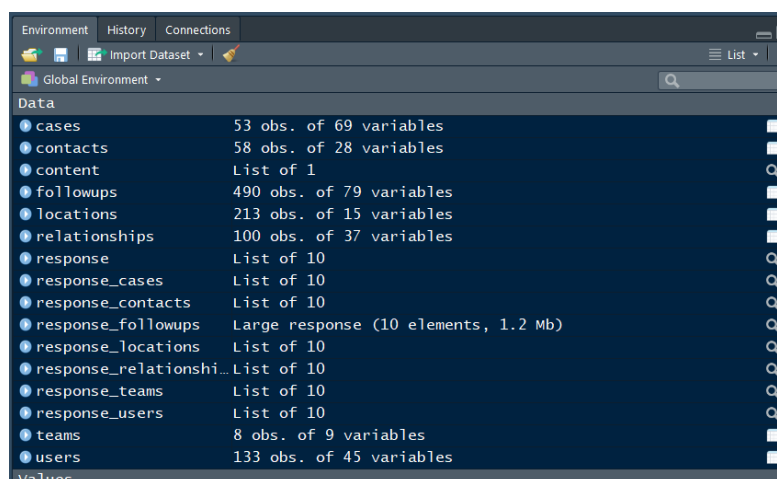 Environment History Connections
Import Dataset List
Global Environment
Data
cases 53 obs. of 69 variables
contacts 58 obs. of 28 variables
content List of 1
followups 490 obs. of 79 variables
locations 213 obs. of 15 variables
relationships 100 obs. of 37 variables
response List of 10
response_cases List of 10
response_contacts List of 10
response_followups Large response (10 elements, 1.2 Mb)
response_locations List of 10
response_relationshi… List of 10
response_teams List of 10
response_users List of 10
teams 8 obs. of 9 variables
users 133 obs. of 45 variables
Values